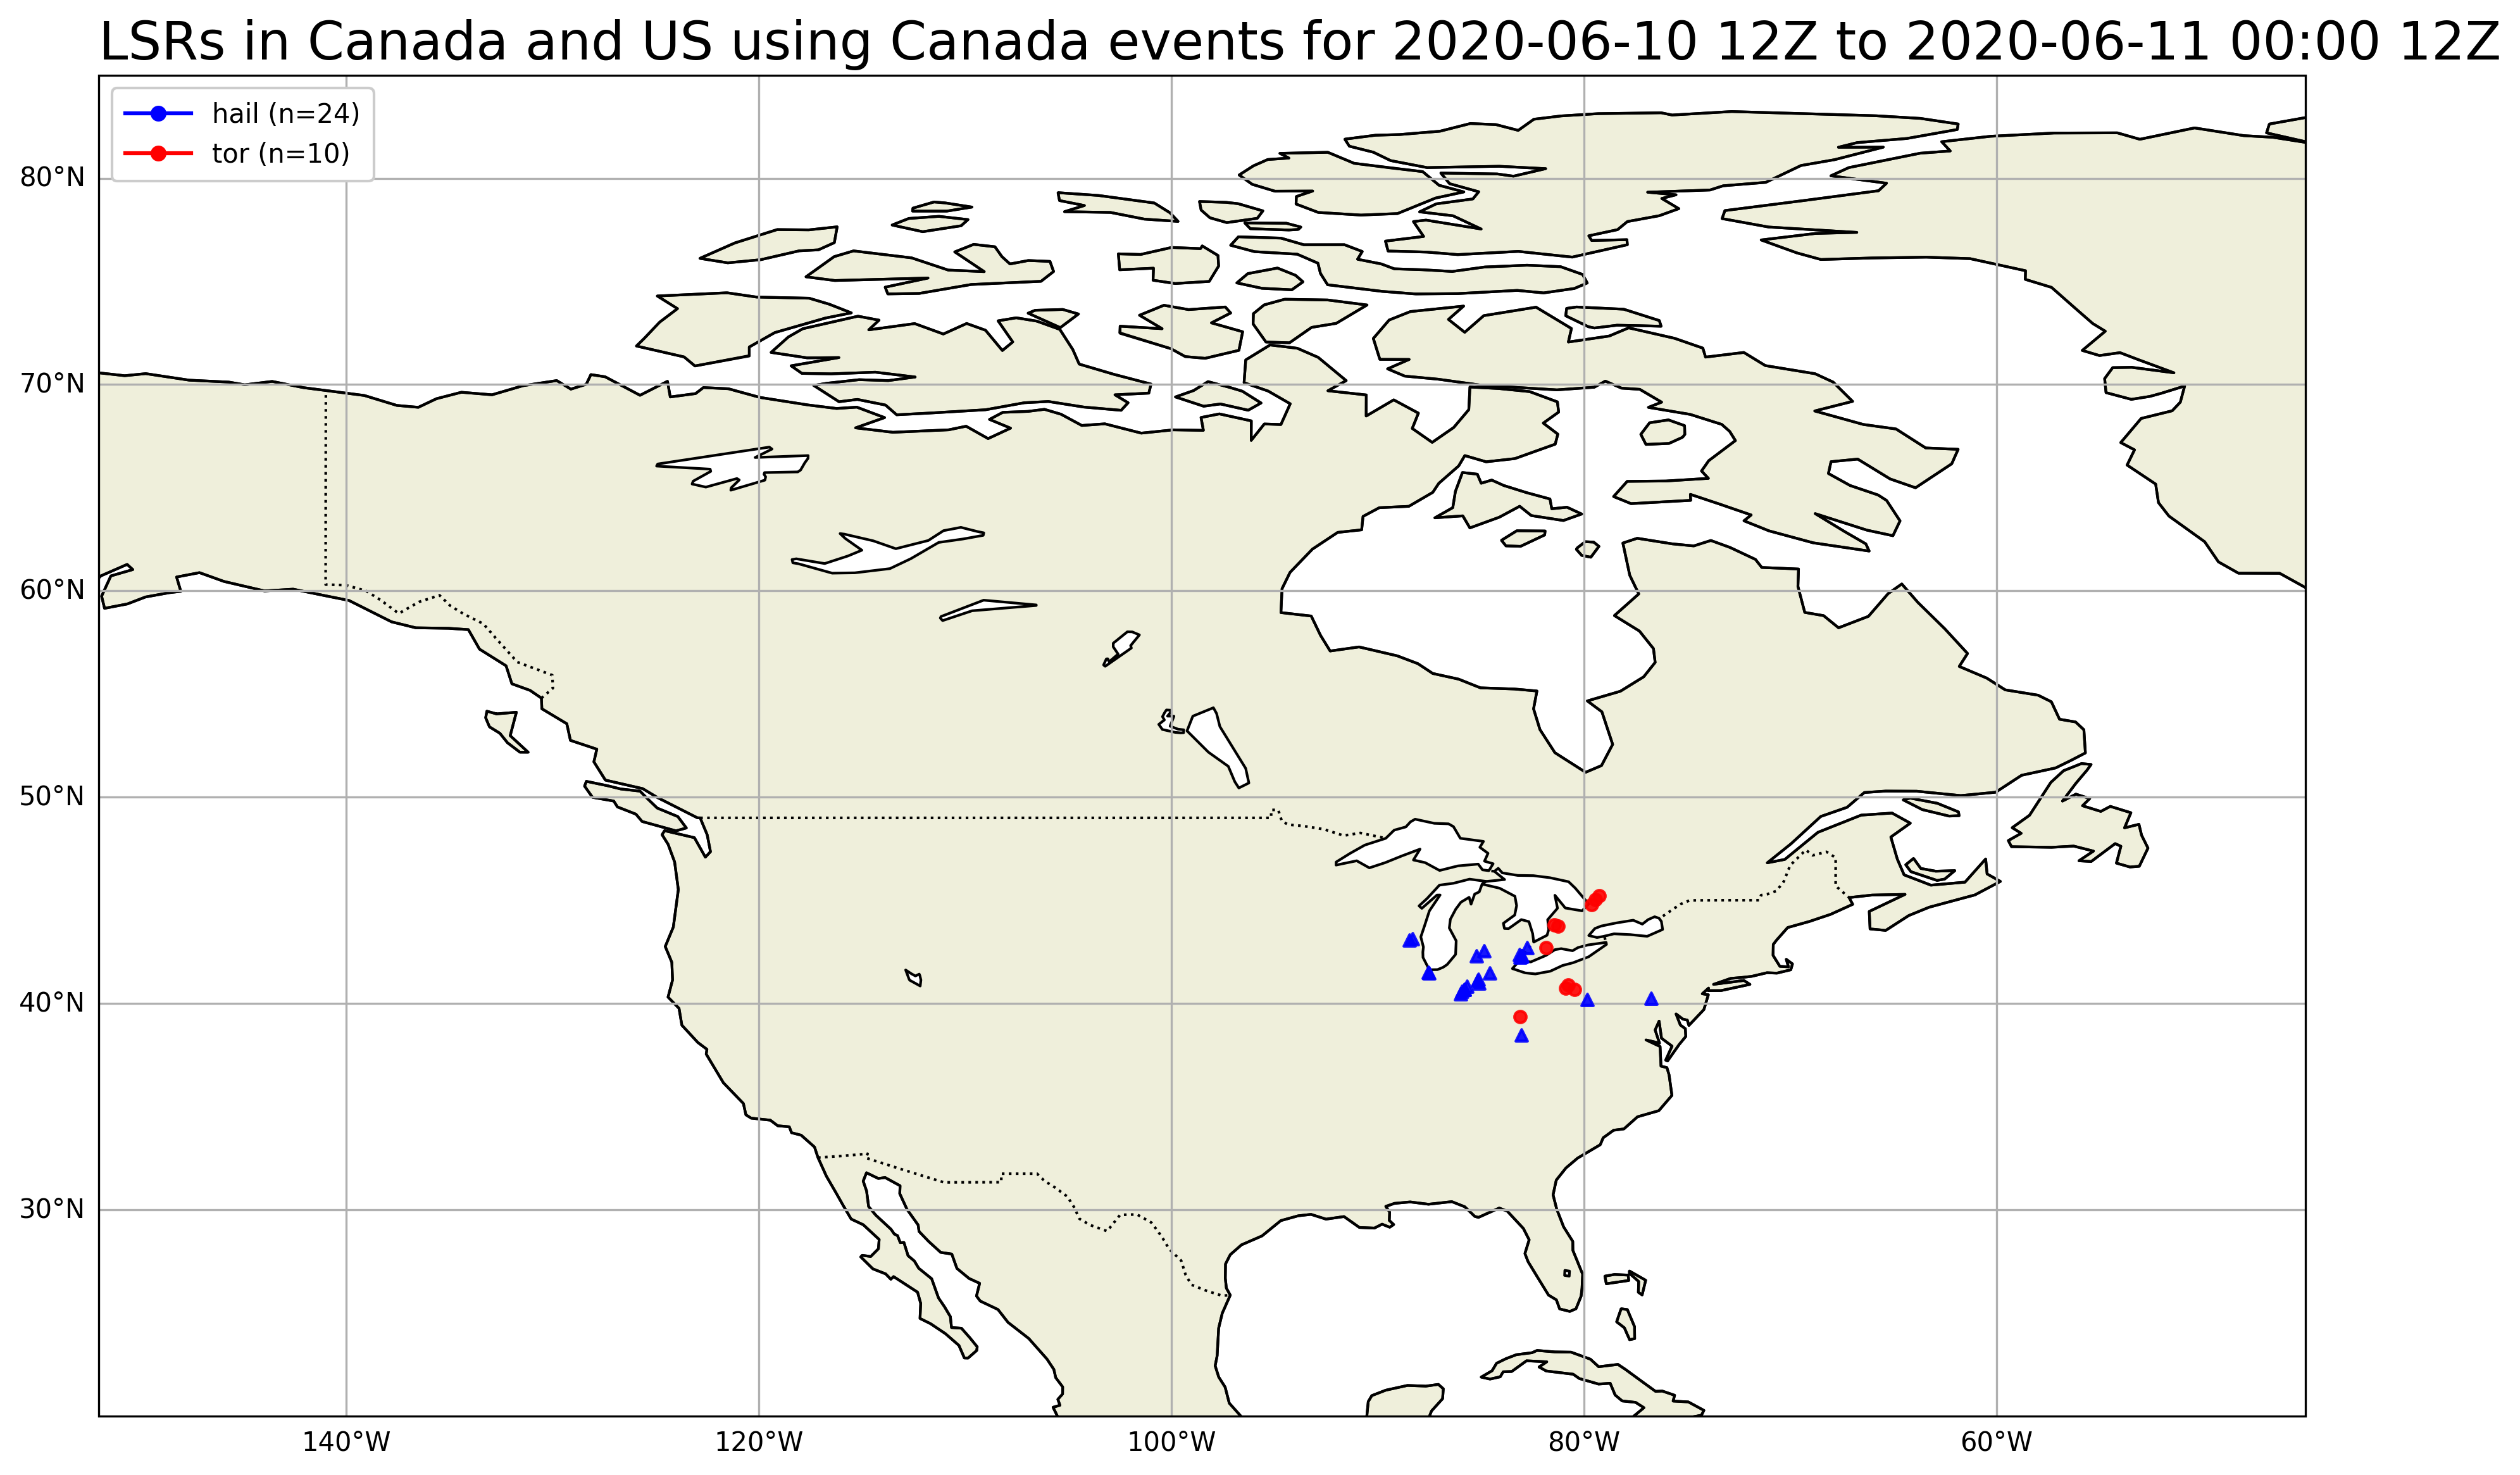 LSRs in Canada and US using Canada events for 2020-06-10 12Z to 2020-06-11 00:00 12Z
hail (n=24)
tor (n=10)
80°N
70°N
60°N
50°N
40°N
30°N
140°W
120°W
100°W
80°W
60°W